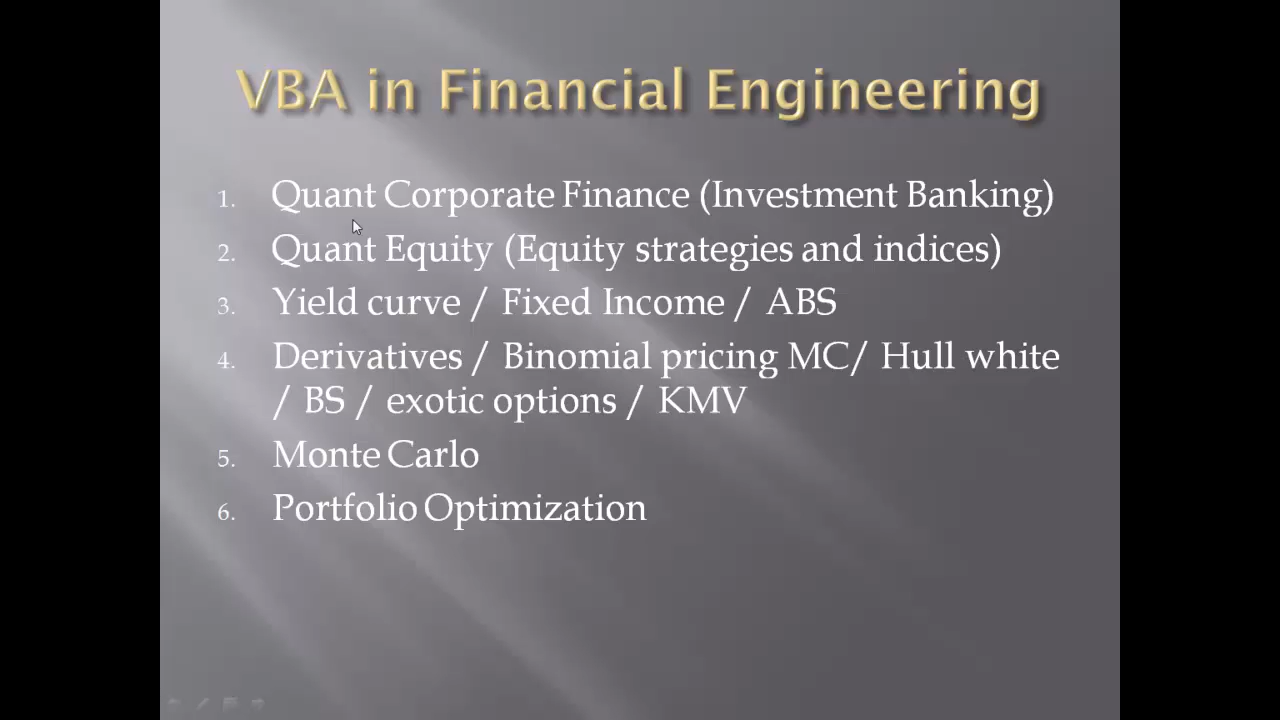 VBA in Financial Engineering
1. Quant Corporate Finance (Investment Banking)
2. Quant Equity (Equity strategies and indices)
3. Yield curve / Fixed Income / ABS
4. Derivatives / Binomial pricing MC/ Hull white
/ BS / exotic options / KMV
5. Monte Carlo
6. Portfolio Optimization